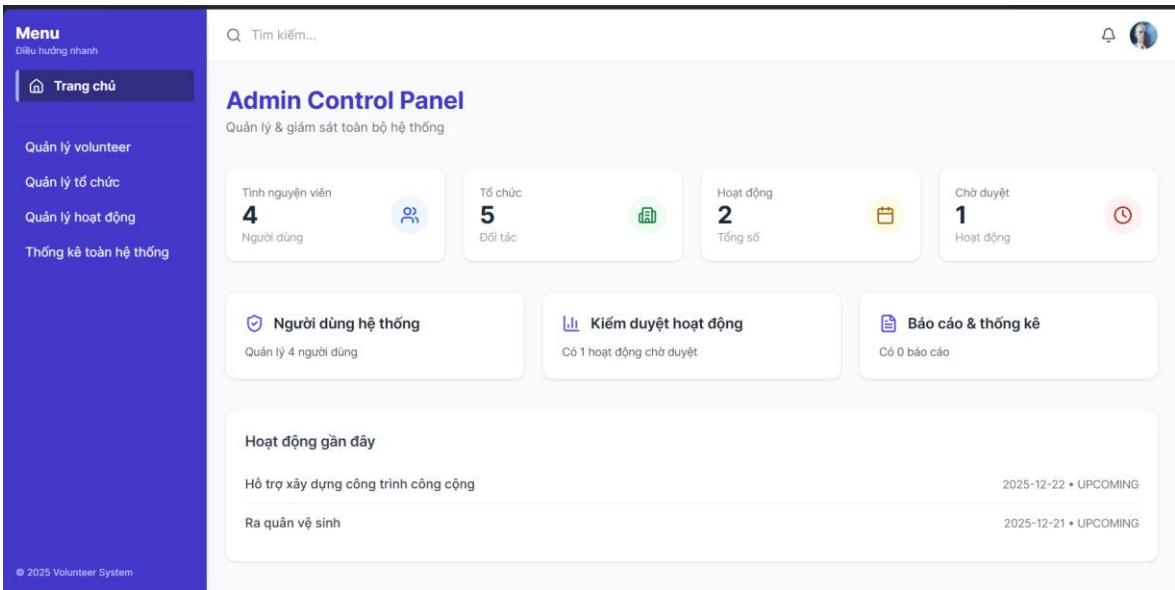 Menu
Điều hướng nhanh
Trang chủ
Quản lý volunteer
Quản lý tổ chức
Quản lý hoạt động
Thống kê toàn hệ thống
© 2025 Volunteer System
Tìm kiếm...
Admin Control Panel
Quản lý & giám sát toàn bộ hệ thống
Tình nguyện viên
4
Người dùng
Tổ chức
5
Đối tác
Hoạt động
2
Tổng số
Chờ duyệt
1
Hoạt động
Người dùng hệ thống
Quản lý 4 người dùng
Kiểm duyệt hoạt động
Có 1 hoạt động chờ duyệt
Báo cáo & thống kê
Có 0 báo cáo
Hoạt động gần đây
Hỗ trợ xây dựng công trình công cộng
2025-12-22 • UPCOMING
Ra quân vệ sinh
2025-12-21 • UPCOMING